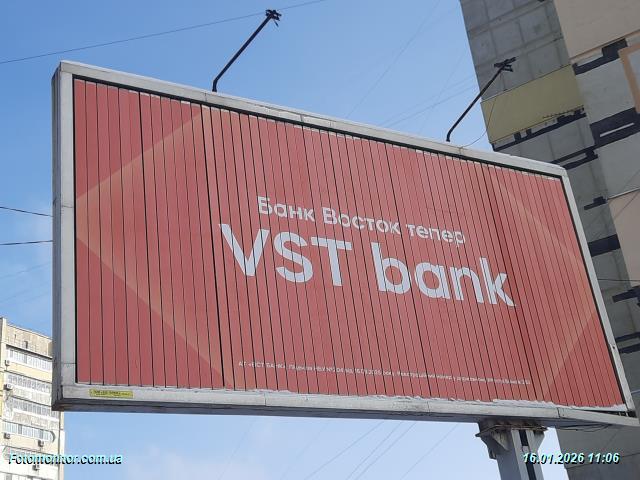 Банк Восток тепер
VST bank
Fotomonitor.com.ua
16.01.2026 11:06